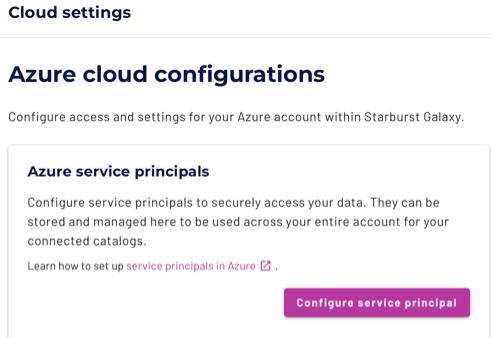 Cloud settings
Azure cloud configurations
Configure access and settings for your Azure account within Starburst Galaxy.
Azure service principals
Configure service principals to securely access your data. They can be
stored and managed here to be used across your entire account for your
connected catalogs.
Learn how to set up service principals in Azure .
Configure service principal